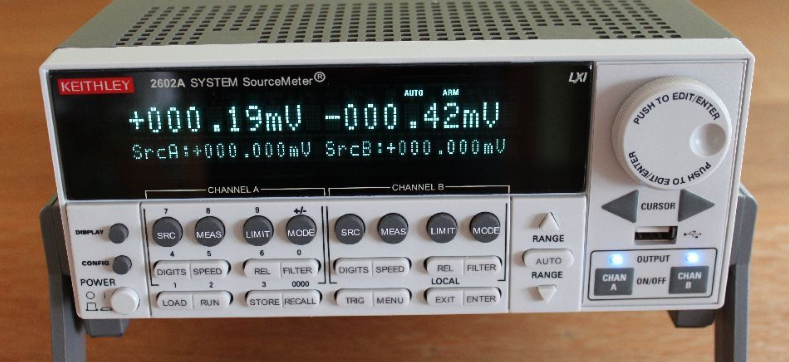 KEITHLEY 2602A SYSTEM SourceMeter® LXI
AUTO ARM
+000.19mV -000.42mV
SrcA:+000.000mV SrcB:+000.000mV
PUSH TO EDIT/ENTER
PUSH TO EDIT/ENTER
CHANNEL A CHANNEL B
CURSOR
7 8 9 +/-
DISPLAY SRC MEAS LIMIT MODE SRC MEAS LIMIT MODE
RANGE
4 5 6 0
CONFIG DIGITS SPEED REL FILTER DIGITS SPEED REL FILTER AUTO
OUTPUT
RANGE
POWER 1 2 3 0000 LOCAL
LOAD RUN STORE RECALL TRIG MENU EXIT ENTER
CHAN A ON/OFF CHAN B